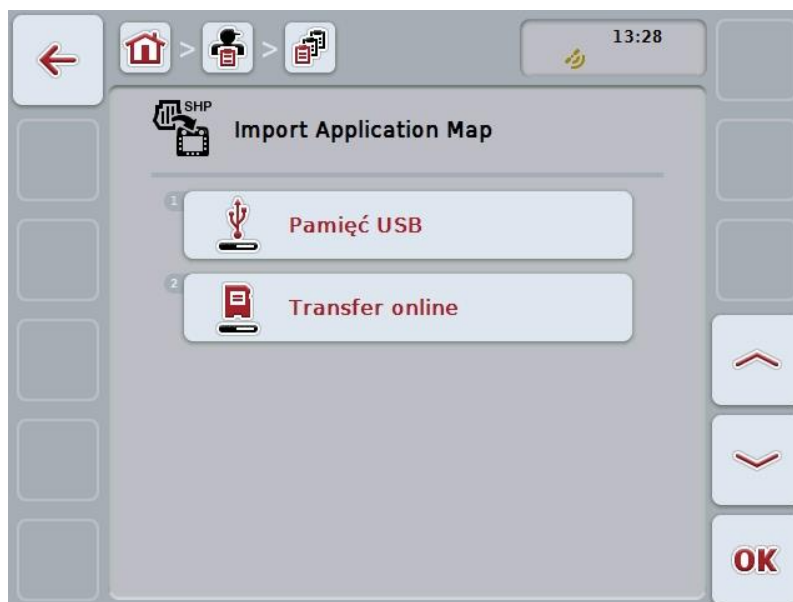 13:28
SHP
Import Application Map
1
Pamięć USB
2
Transfer online
OK